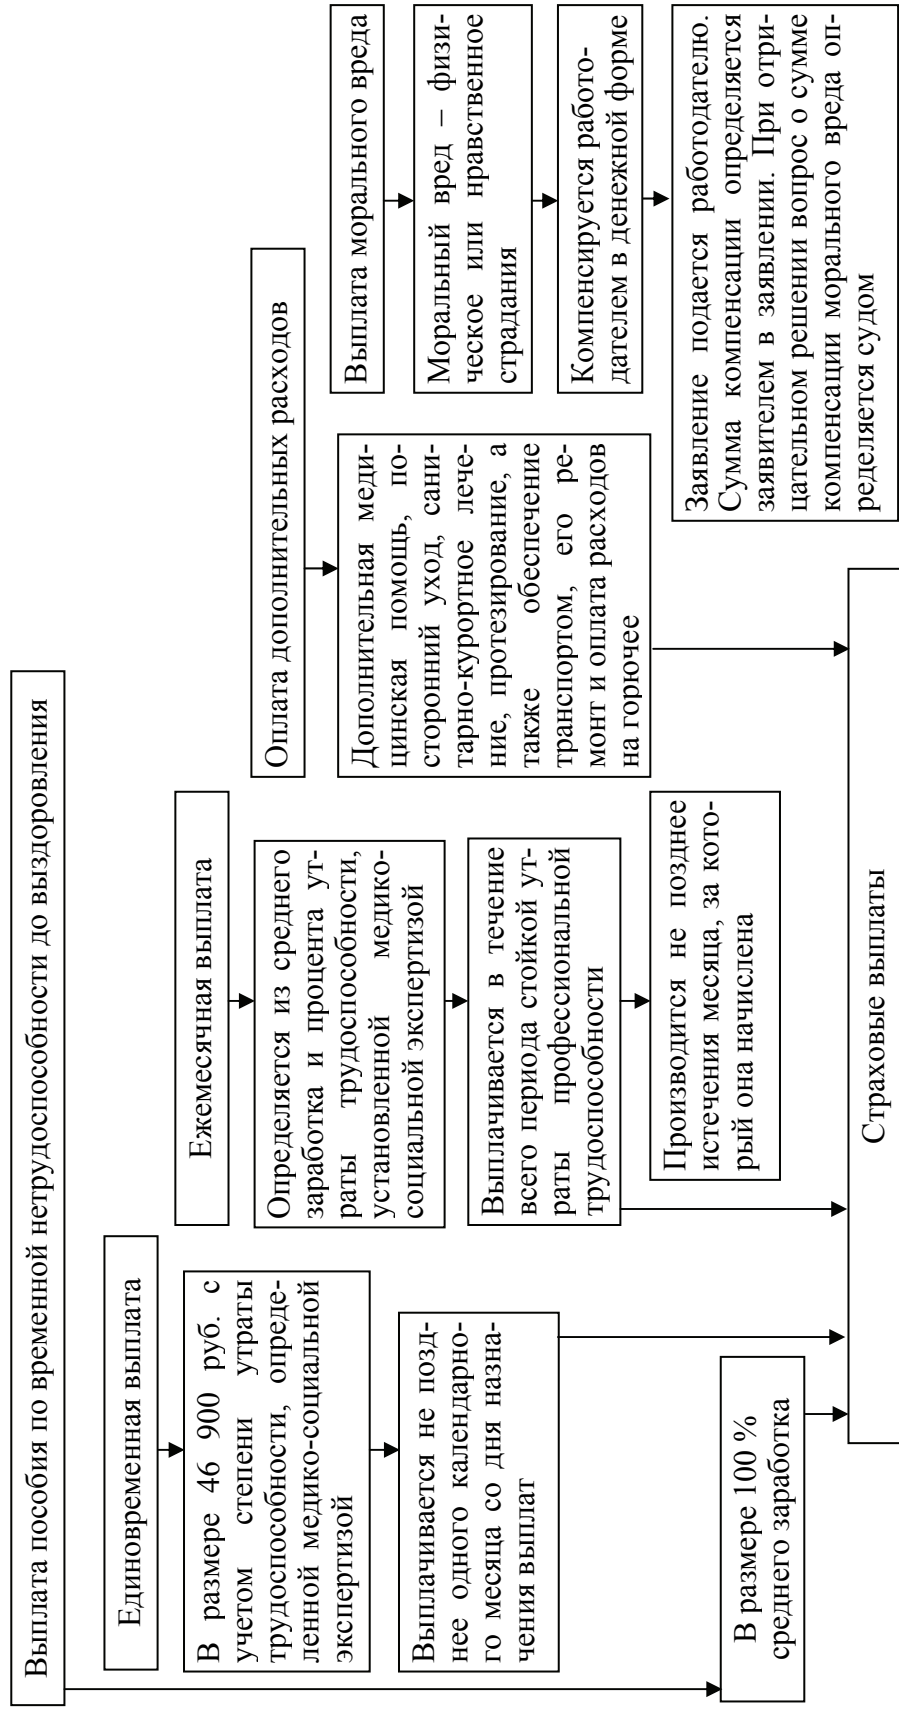 Выплата пособия по временной нетрудоспособности до выздоровления
Единовременная выплата
В размере 46 900 руб. с
учетом степени утраты
трудоспособности, опреде-
ленной медико-социальной
экспертизой
Выплачивается не позд-
нее одного календарно-
го месяца со дня назна-
чения выплат
В размере 100 %
среднего заработка
Ежемесячная выплата
Определяется из среднего
заработка и процента ут-
раты трудоспособности,
установленной медико-
социальной экспертизой
Выплачивается в течение
всего периода стойкой ут-
раты профессиональной
трудоспособности
Производится не позднее
истечения месяца, за кото-
рый она начислена
Оплата дополнительных расходов
Дополнительная меди-
цинская помощь, по-
сторонний уход, сани-
тарно-курортное лече-
ние, протезирование, а
также обеспечение
транспортом, его ре-
монт и оплата расходов
на горючее
Выплата морального вреда
Моральный вред – физи-
ческое или нравственное
страдания
Компенсируется работо-
дателем в денежной форме
Заявление подается работодателю.
Сумма компенсации определяется
заявителем в заявлении. При отри-
цательном решении вопрос о сумме
компенсации морального вреда оп-
ределяется судом
Страховые выплаты